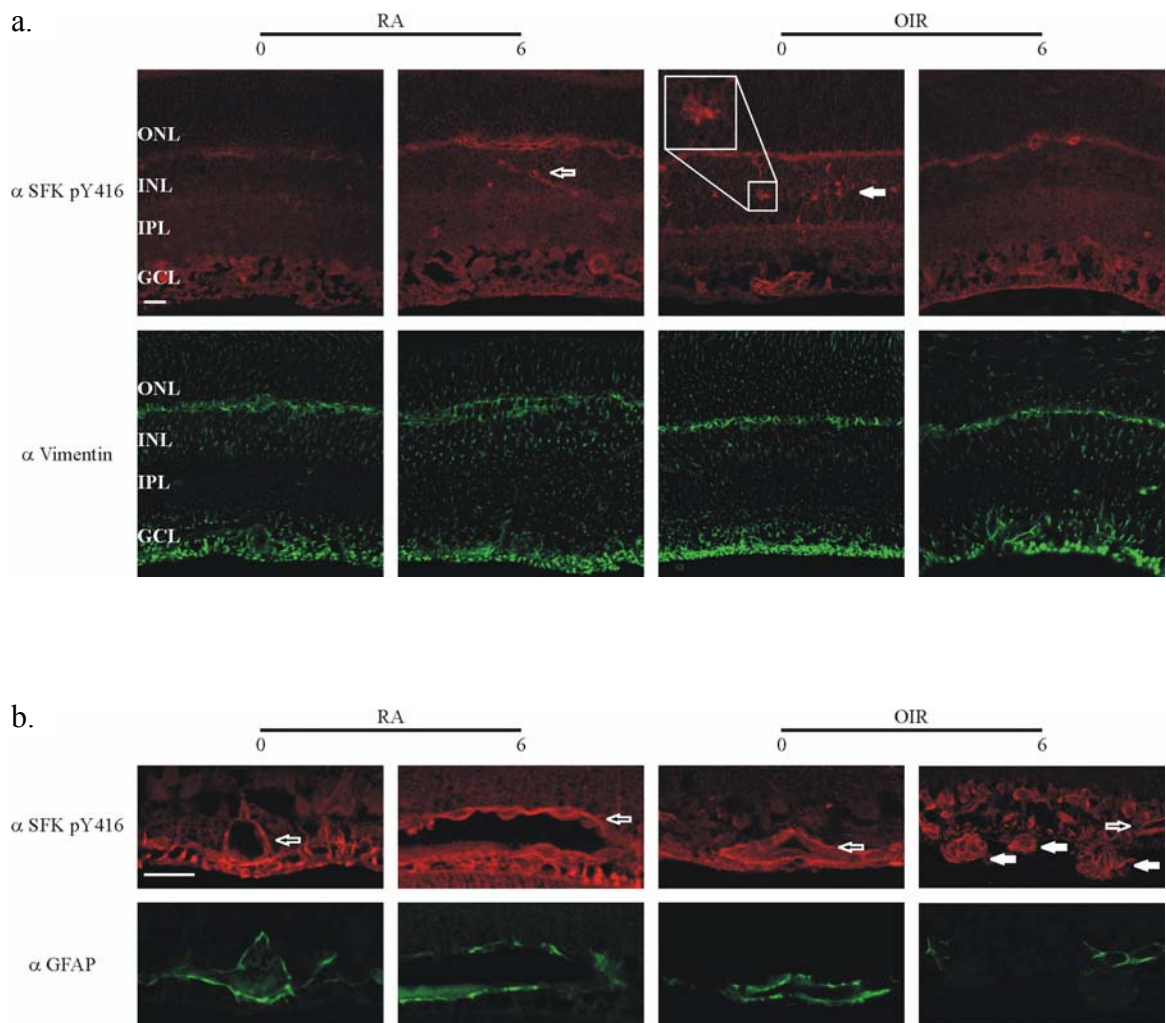 a.
RA OIR
0 6 0 6
α SFK pY416
ONL
INL
IPL
GCL
α Vimentin
ONL
INL
IPL
GCL
b.
RA OIR
0 6 0 6
α SFK pY416
α GFAP